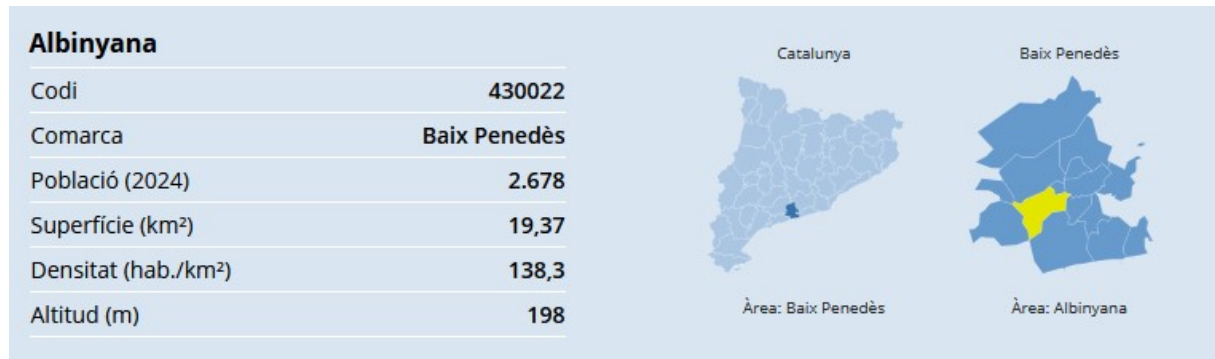 Albinyana
Codi 430022
Comarca Baix Penedès
Població (2024) 2.678
Superfície (km²) 19,37
Densitat (hab./km²) 138,3
Altitud (m) 198
Catalunya
Àrea: Baix Penedès
Baix Penedès
Àrea: Albinyana